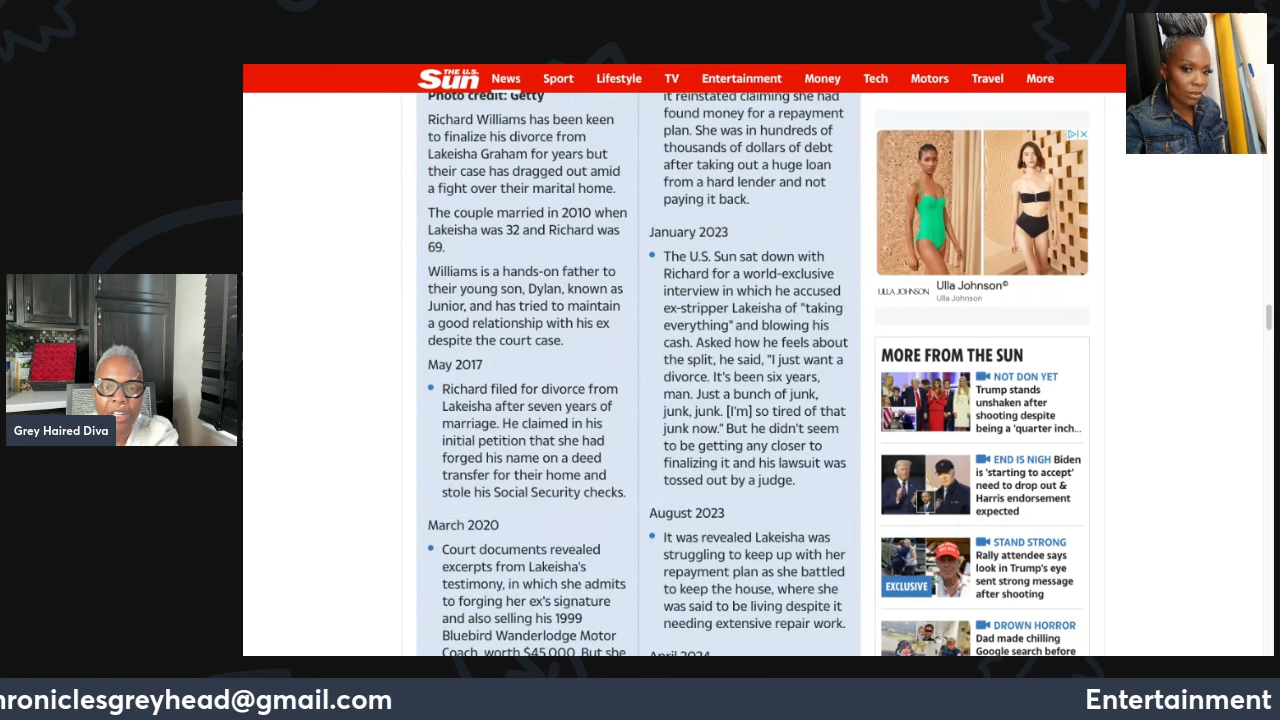 THE U.S.
Sun
News
Sport
Lifestyle
TV
Entertainment
Money
Tech
Motors
Travel
More
Photo credit: Getty
Richard Williams has been keen
to finalize his divorce from
Lakeisha Graham for years but
their case has dragged out amid
a fight over their marital home.
The couple married in 2010 when
Lakeisha was 32 and Richard was
69.
Williams is a hands-on father to
their young son, Dylan, known as
Junior, and has tried to maintain
a good relationship with his ex
despite the court case.
May 2017
• Richard filed for divorce from
Lakeisha after seven years of
marriage. He claimed in his
initial petition that she had
forged his name on a deed
transfer for their home and
stole his Social Security checks.
March 2020
• Court documents revealed
excerpts from Lakeisha's
testimony, in which she admits
to forging her ex's signature
and also selling his 1999
Bluebird Wanderlodge Motor
Coach, worth $45,000. But she
it reinstated claiming she had
found money for a repayment
plan. She was in hundreds of
thousands of dollars of debt
after taking out a huge loan
from a hard lender and not
paying it back.
January 2023
• The U.S. Sun sat down with
Richard for a world-exclusive
interview in which he accused
ex-stripper Lakeisha of "taking
everything" and blowing his
cash. Asked how he feels about
the split, he said, "I just want a
divorce. It's been six years,
man. Just a bunch of junk,
junk, junk. [I'm] so tired of that
junk now." But he didn't seem
to be getting any closer to
finalizing it and his lawsuit was
tossed out by a judge.
August 2023
• It was revealed Lakeisha was
struggling to keep up with her
repayment plan as she battled
to keep the house, where she
was said to be living despite it
needing extensive repair work.
April 2024
ULLA JOHNSON
Ulla Johnson©
Ulla Johnson
MORE FROM THE SUN
NOT DON YET
Trump stands
unshaken after
shooting despite
being a 'quarter inch...
END IS NIGH Biden
is 'starting to accept'
need to drop out &
Harris endorsement
expected
STAND STRONG
Rally attendee says
look in Trump's eye
sent strong message
after shooting
EXCLUSIVE
DROWN HORROR
Dad made chilling
Google search before
Grey Haired Diva
hroniclesgreyhead@gmail.com
Entertainment